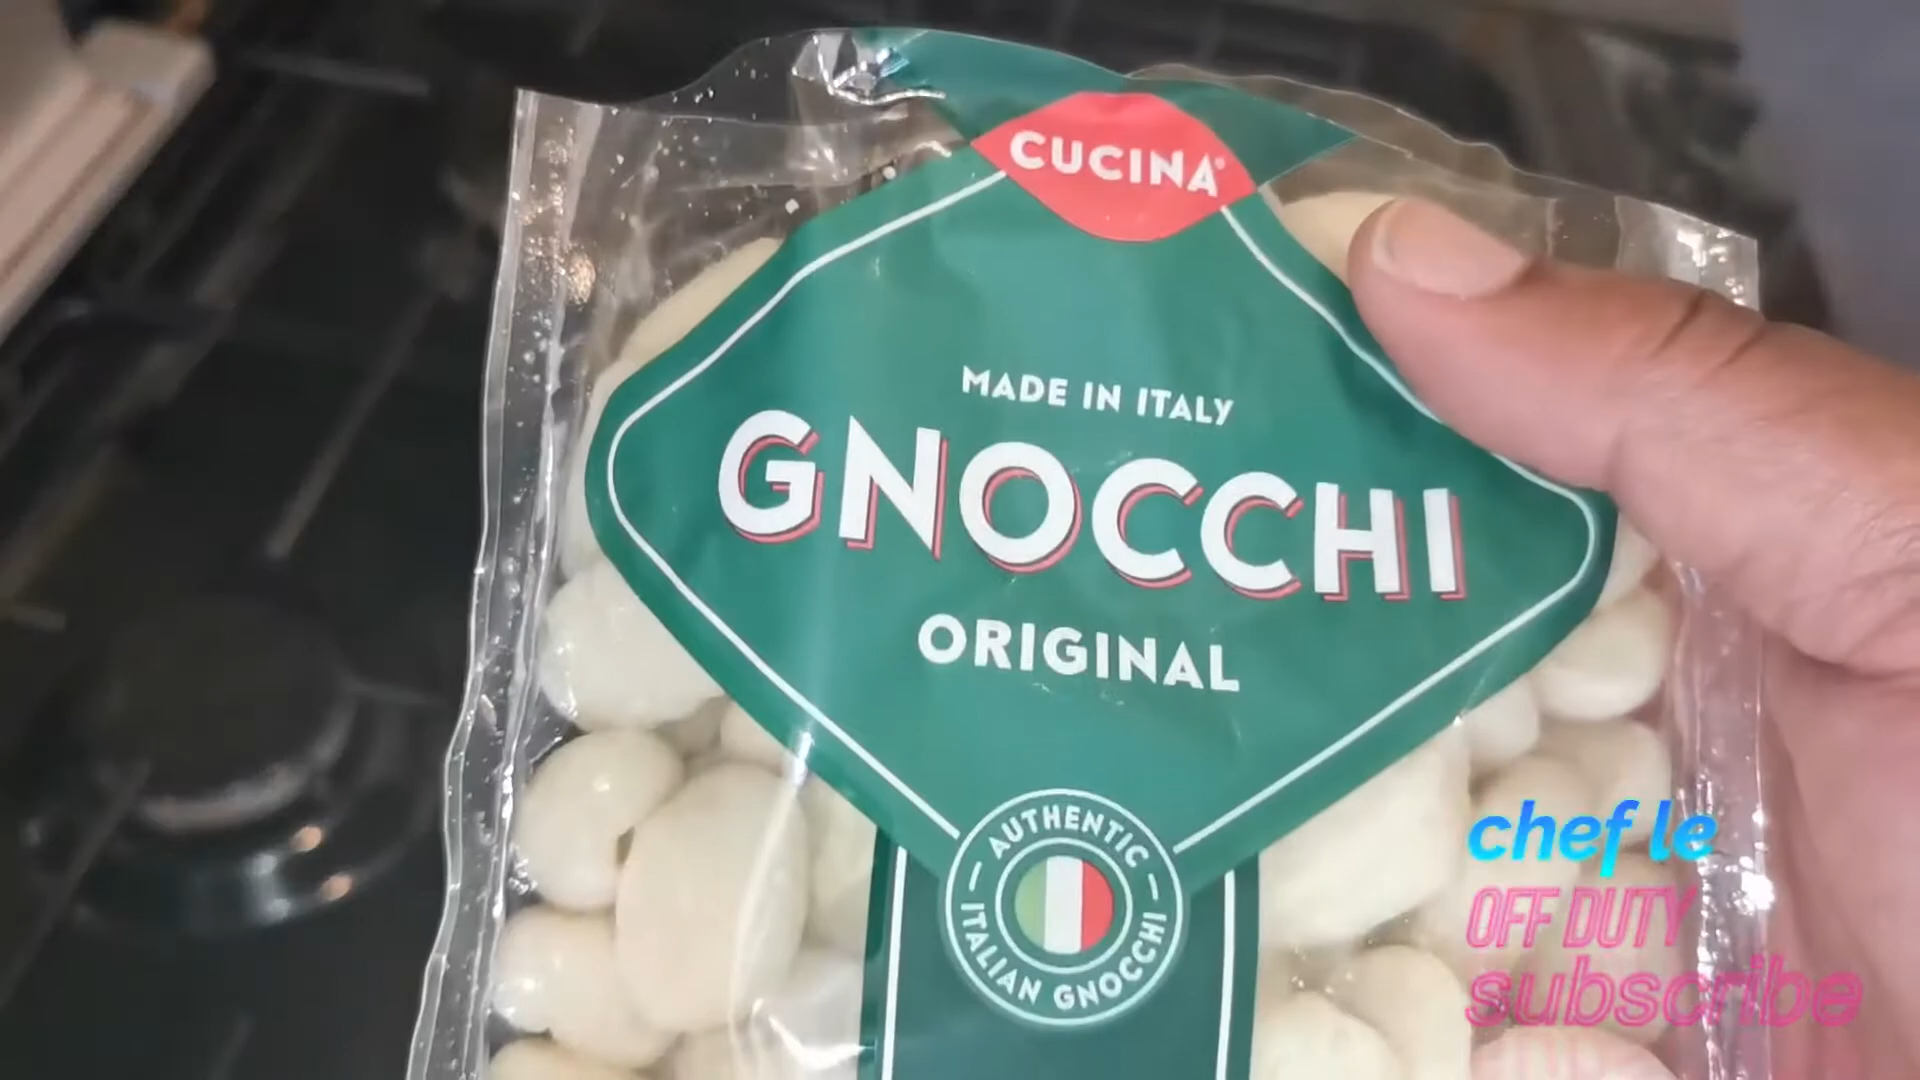 CUCINA®
MADE IN ITALY
GNOCCHI
ORIGINAL
AUTHENTIC
ITALIAN GNOCCHI
chef le
OFF DUTY
subscribe